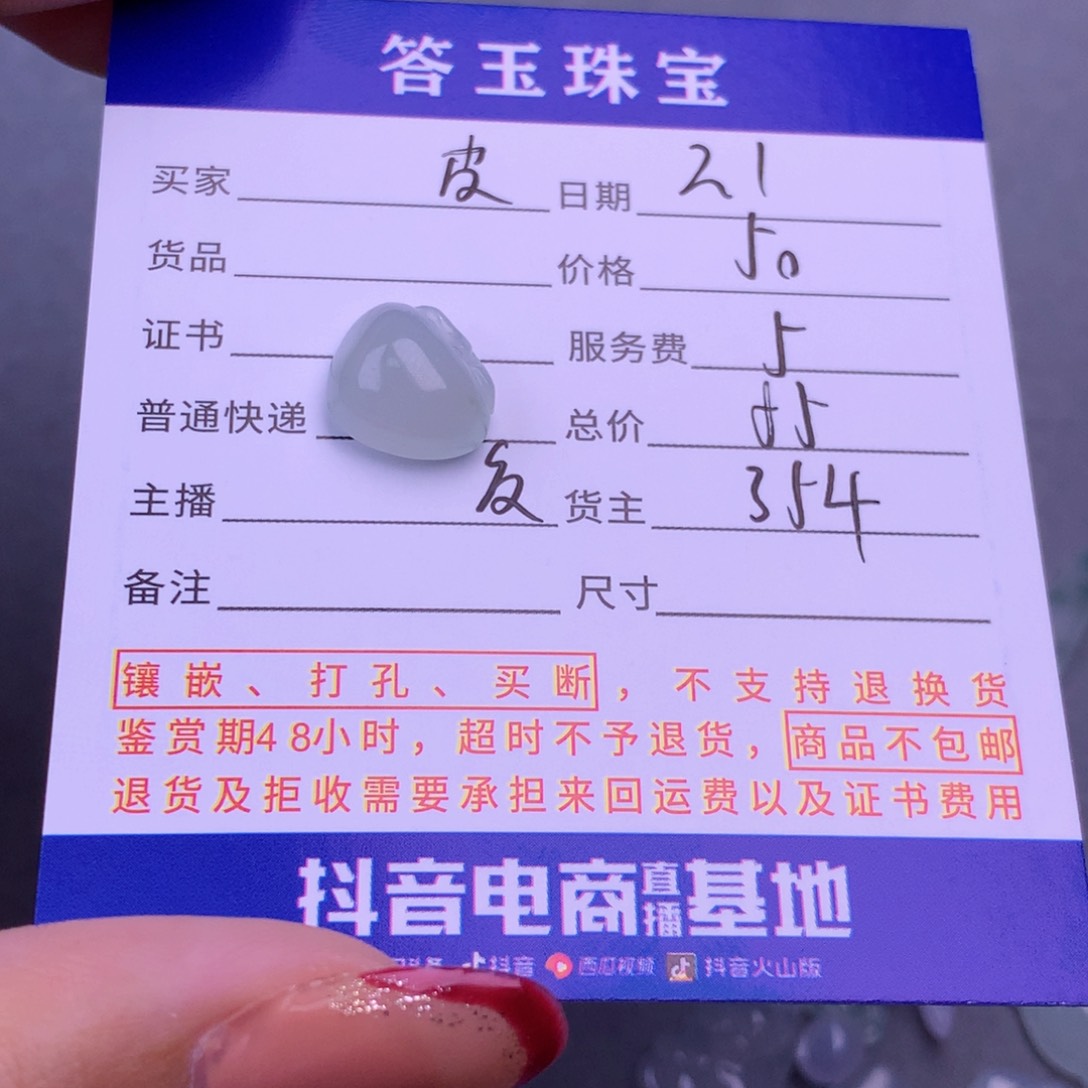 答玉珠宝
买家 皮 日期 21
货品 价格 50
证书 服务费 5
普通快递 总价 55
主播 货主 354
备注 尺寸
镶嵌、打孔、买断，不支持退换货
鉴赏期48小时，超时不予退货，商品不包邮
退货及拒收需要承担来回运费以及证书费用
抖音电商直播基地
头条 抖音 西瓜视频 抖音火山版